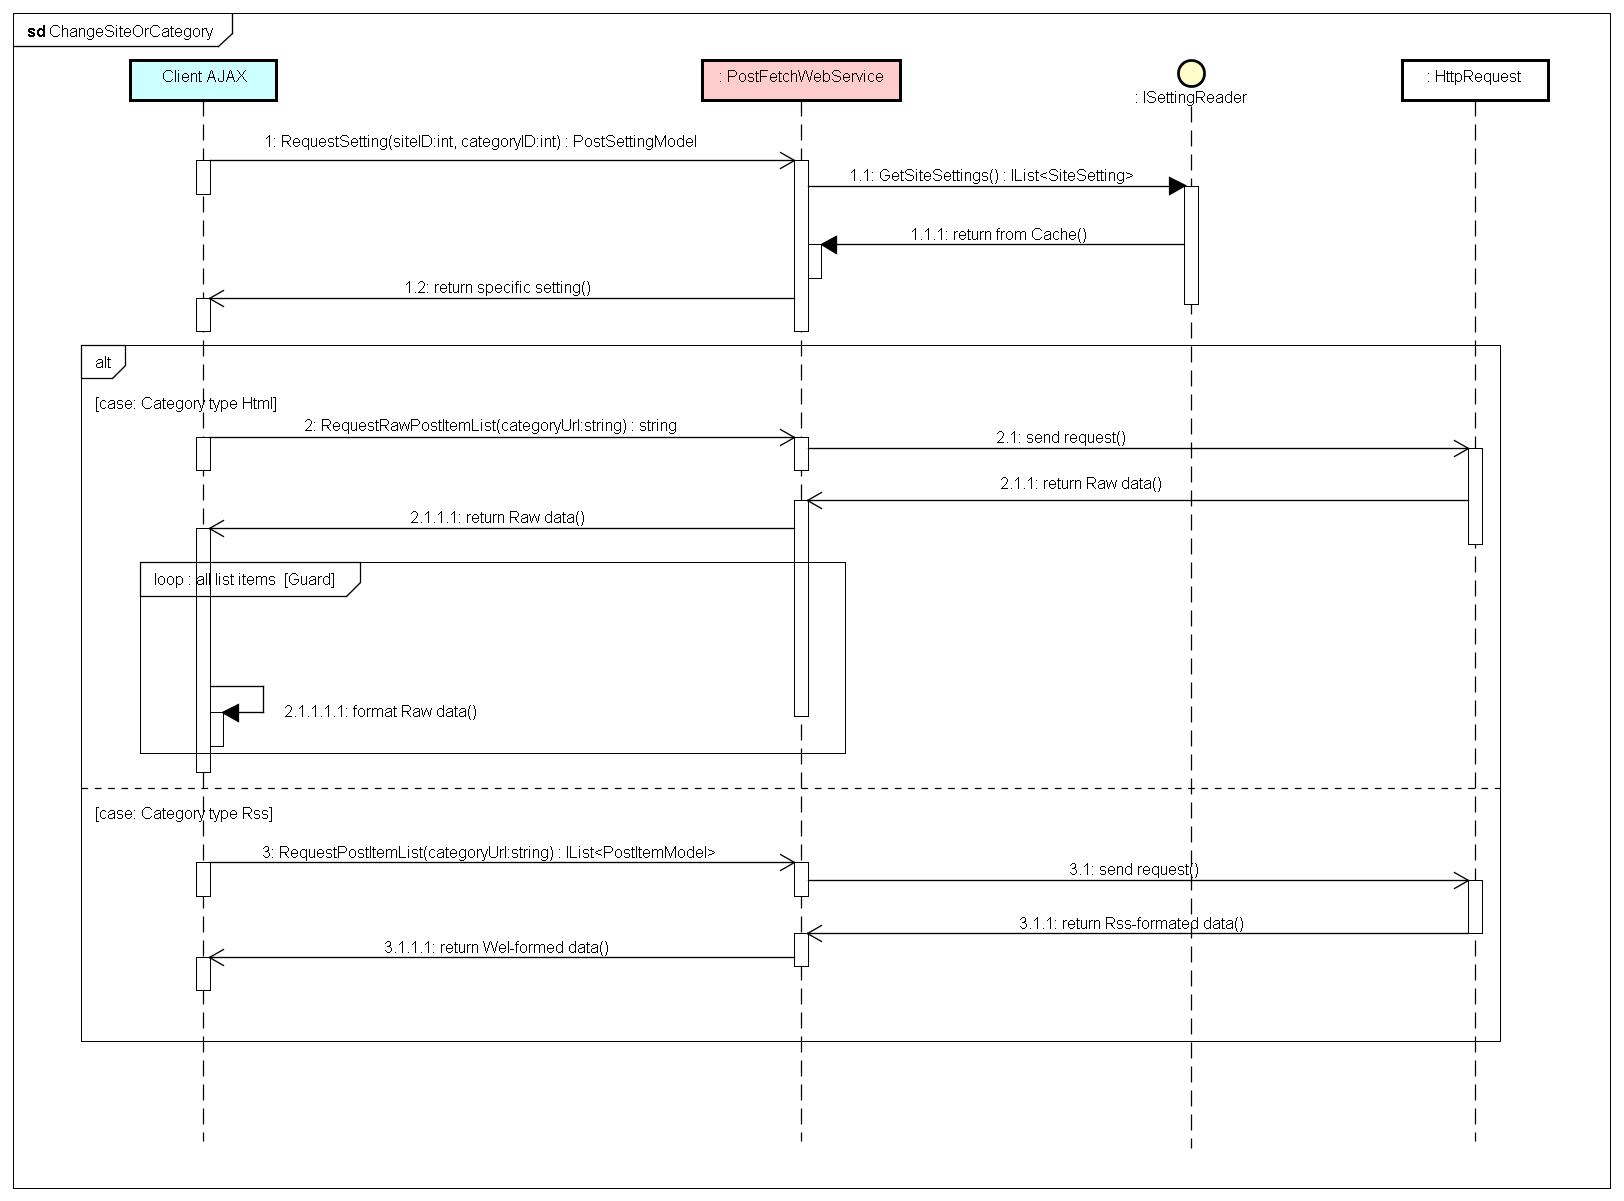 sd ChangeSiteOrCategory
Client AJAX
: PostFetchWebService
: ISettingReader
: HttpRequest
1: RequestSetting(siteID:int, categoryID:int) : PostSettingModel
1.1: GetSiteSettings() : IList<SiteSetting>
1.1.1: return from Cache()
1.2: return specific setting()
alt
[case: Category type Html]
2: RequestRawPostItemList(categoryUrl:string) : string
2.1: send request()
2.1.1: return Raw data()
2.1.1.1: return Raw data()
loop : all list items [Guard]
2.1.1.1.1: format Raw data()
[case: Category type Rss]
3: RequestPostItemList(categoryUrl:string) : IList<PostItemModel>
3.1: send request()
3.1.1: return Rss-formated data()
3.1.1.1: return Wel-formed data()